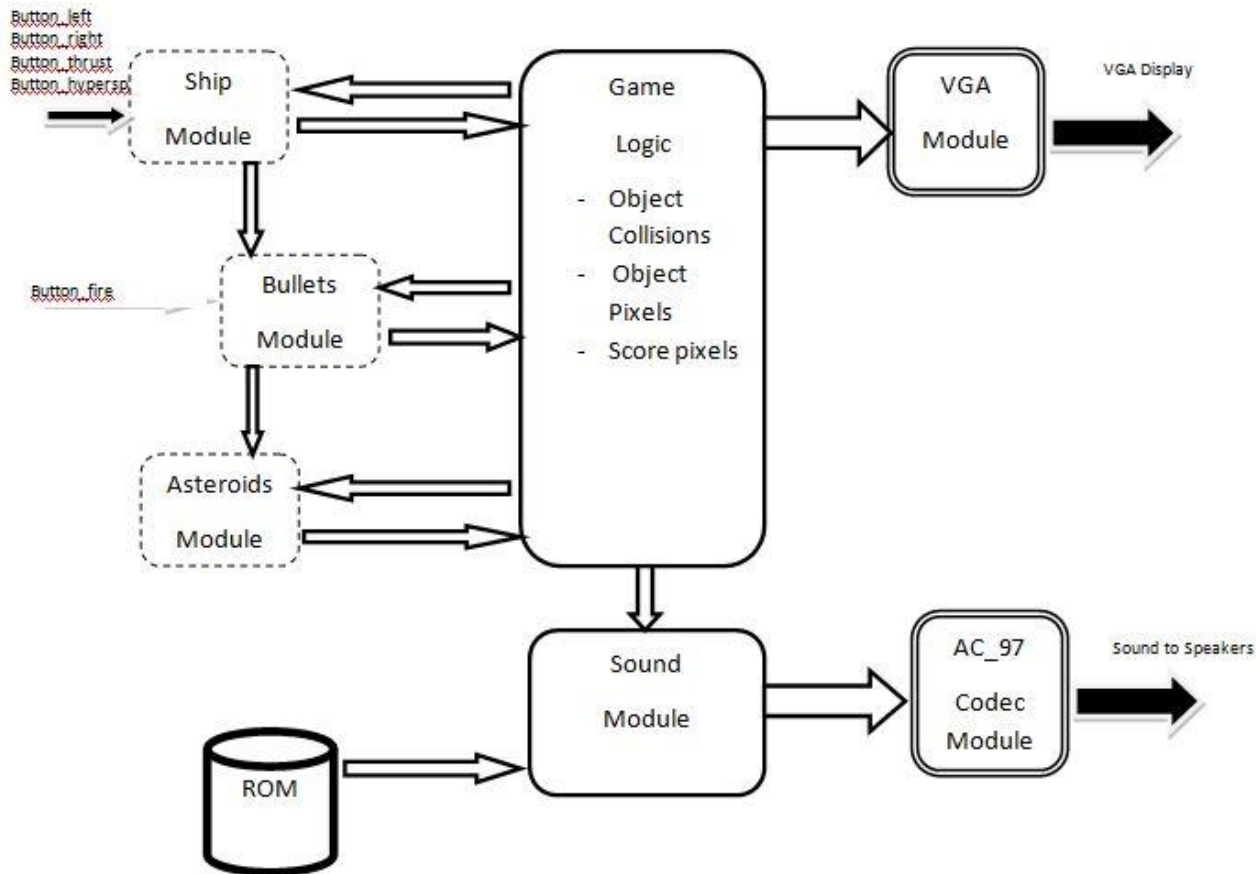 Button_left
Button_right
Button_thrust
Button_hypersp
Ship
Module
Game
Logic
- Object
Collisions
- Object
Pixels
- Score pixels
VGA
Module
VGA Display
Button_fire
Bullets
Module
Asteroids
Module
Sound
Module
AC_97
Codec
Module
Sound to Speakers
ROM